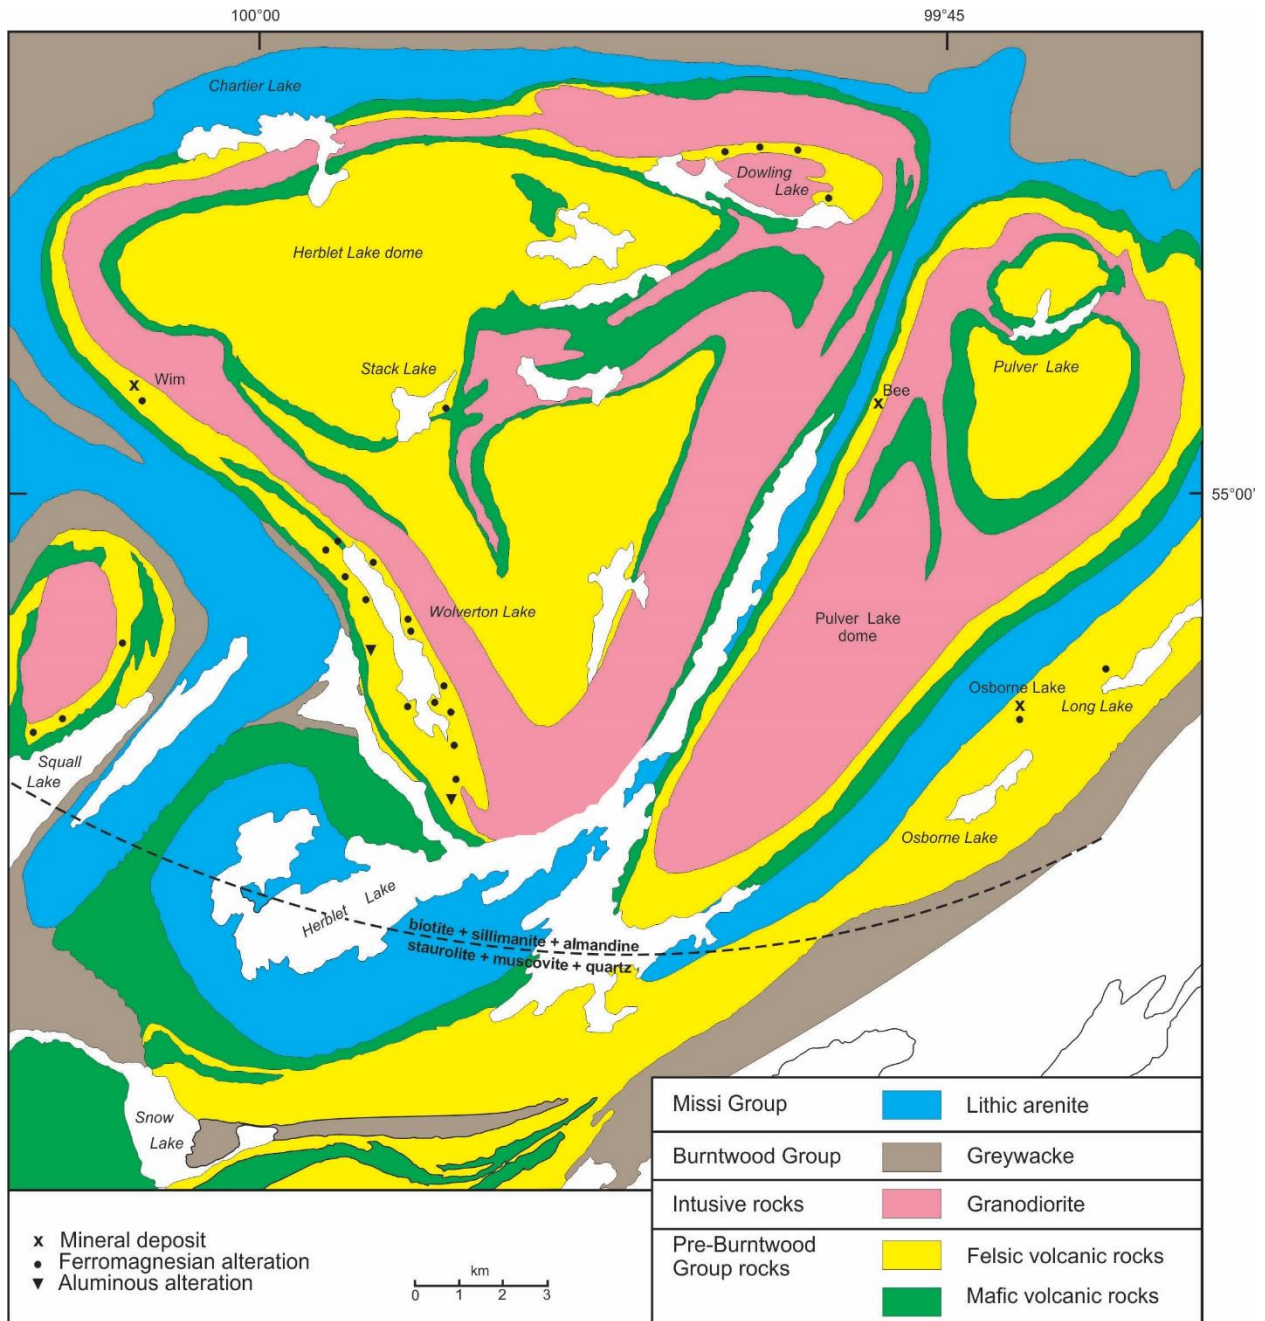 100°00
99°45
Chartier Lake
Dowling
Lake
Herblet Lake dome
Stack Lake
Pulver Lake
Wim
Bee
55°00'
Wolverton Lake
Pulver Lake
dome
Osborne Lake
Long Lake
Squall
Lake
Osborne Lake
Herblet Lake
biotite + sillimanite + almandine
staurolite + muscovite + quartz
Snow
Lake
Missi Group
Lithic arenite
Burntwood Group
Greywacke
Intusive rocks
Granodiorite
Pre-Burntwood
Group rocks
Felsic volcanic rocks
Mafic volcanic rocks
x Mineral deposit
• Ferromagnesian alteration
▼ Aluminous alteration
km
0 1 2 3